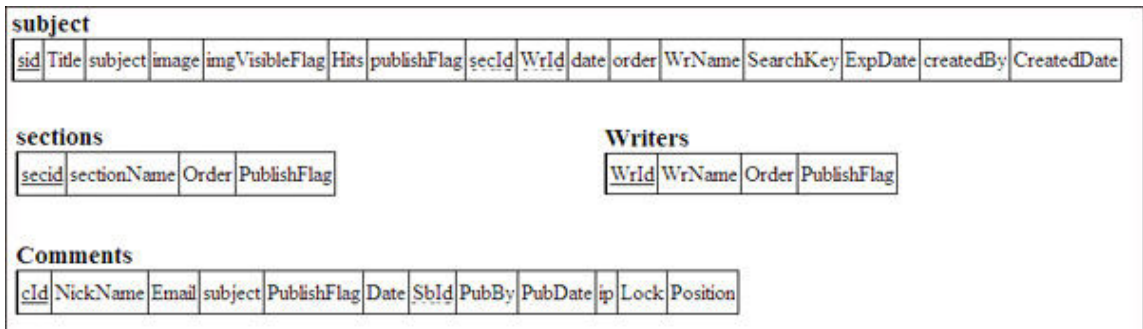 subject
sid Title subject image imgVisibleFlag Hits publishFlag secId WrId date order WrName SearchKey ExpDate createdBy CreatedDate
sections
Writers
secid sectionName Order PublishFlag
WrId WrName Order PublishFlag
Comments
cId NickName Email subject PublishFlag Date SbId PubBy PubDate ip Lock Position